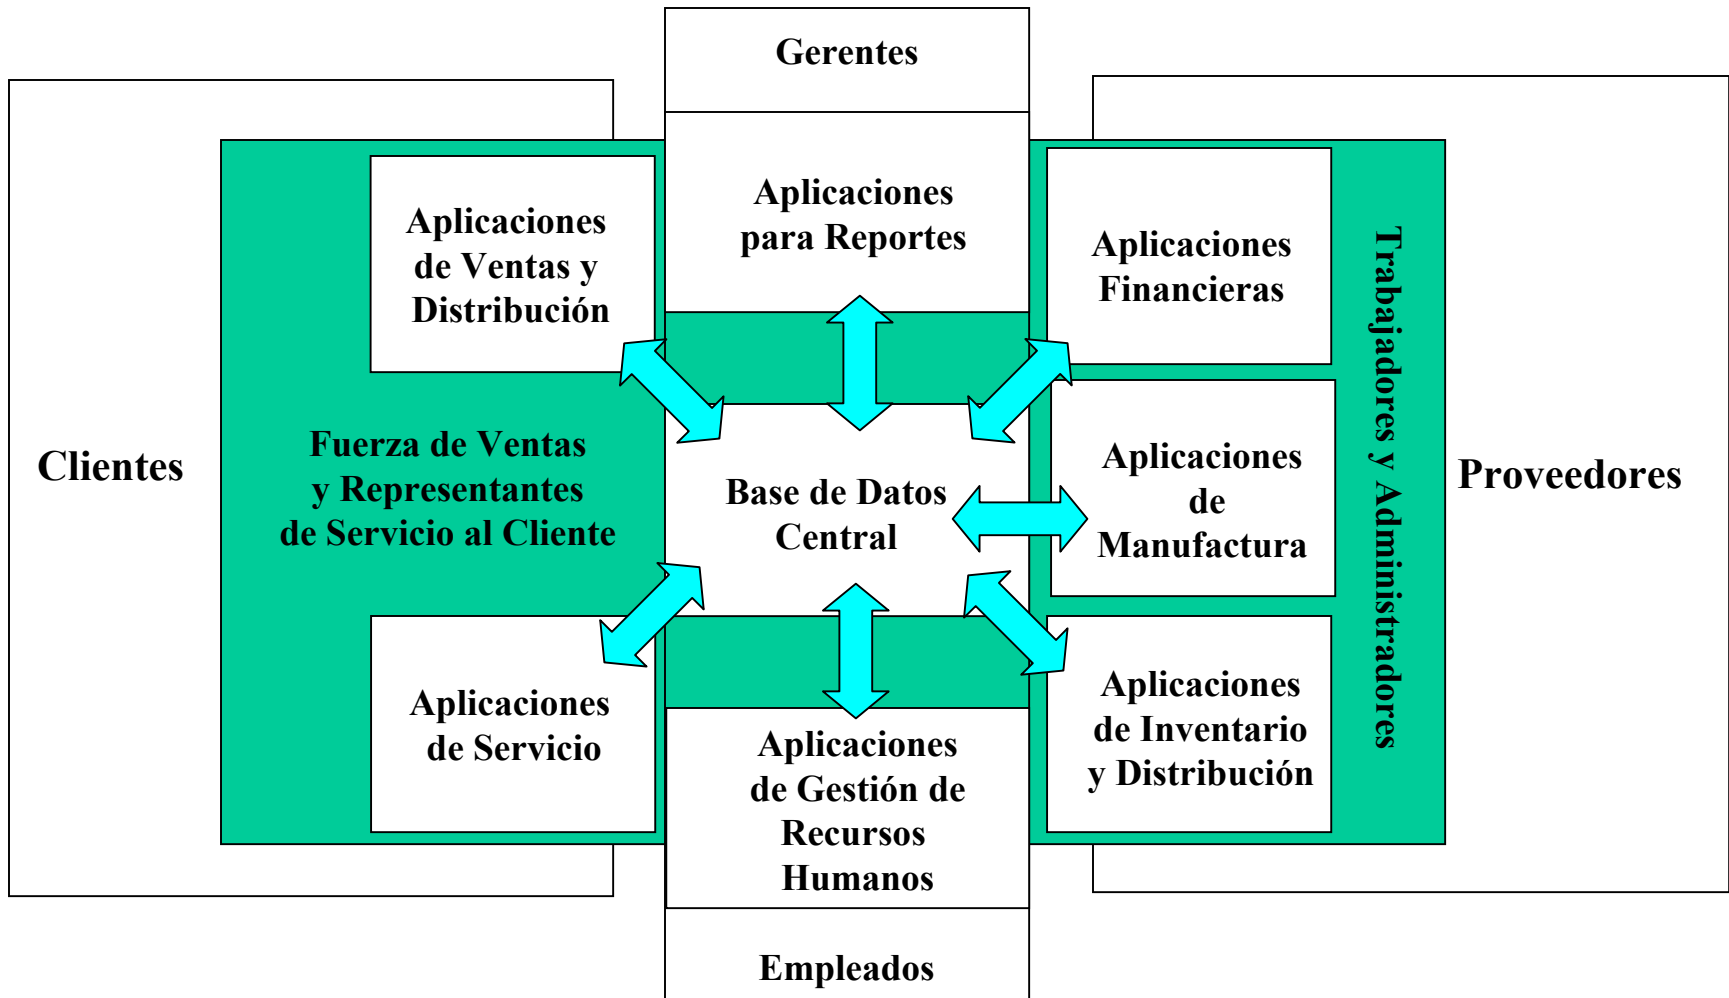 Gerentes
Aplicaciones
para Reportes
Aplicaciones
de Ventas y
Distribución
Aplicaciones
Financieras
Clientes
Fuerza de Ventas
y Representantes
de Servicio al Cliente
Base de Datos
Central
Aplicaciones
de
Manufactura
Trabajadores y Administradores
Proveedores
Aplicaciones
de Servicio
Aplicaciones
de Gestión de
Recursos
Humanos
Aplicaciones
de Inventario
y Distribución
Empleados